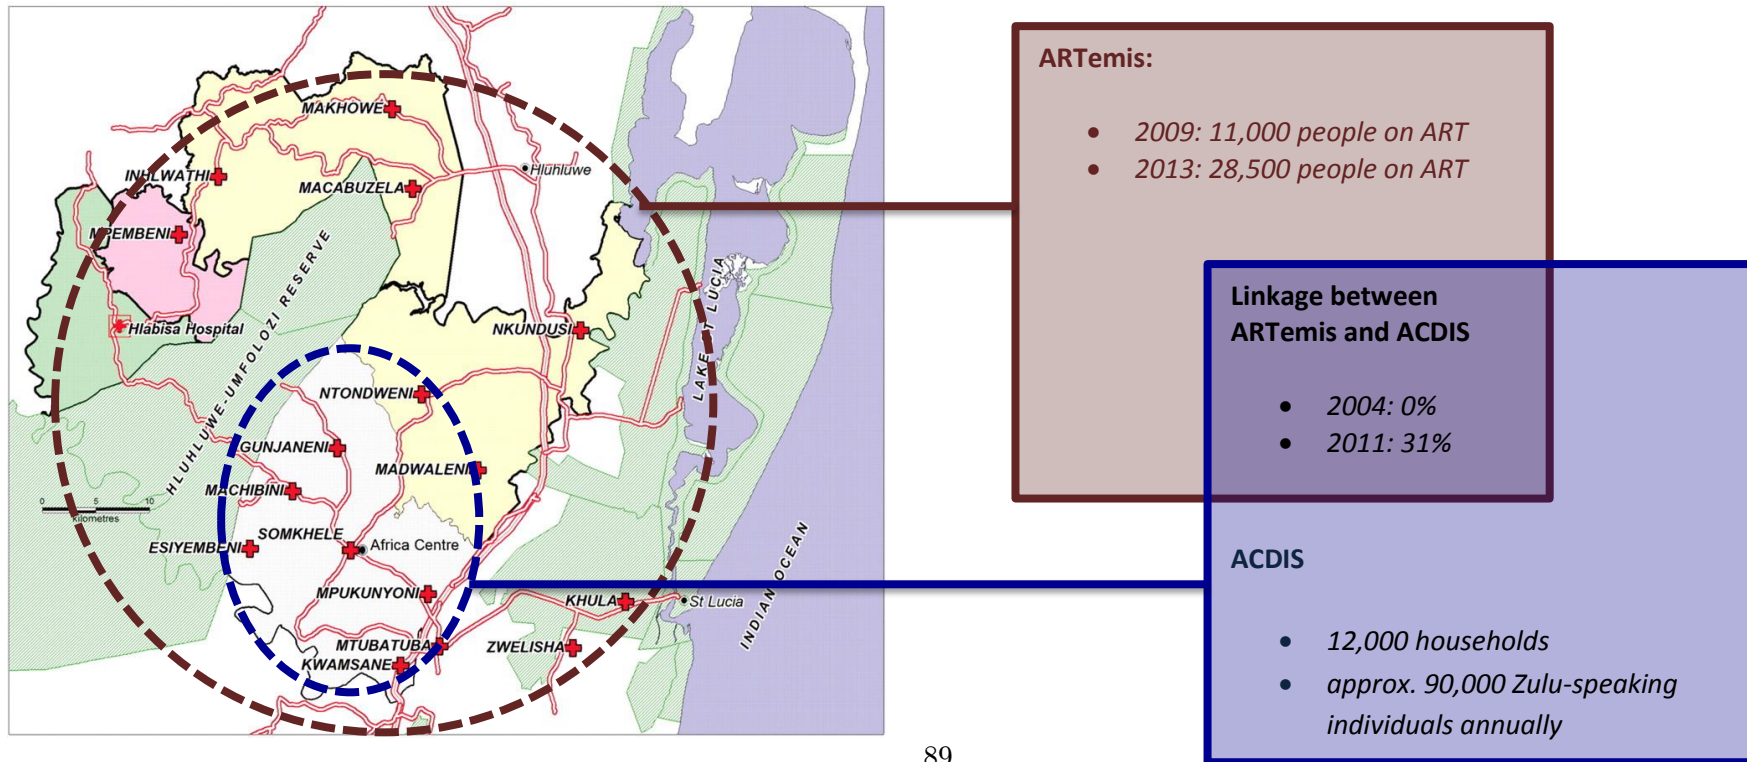 MAKHOWE
Hluhluwe
INHLWATHI
MACABUZELA
MPEMBENI
HLUHLUWE-UMFOLOZI RESERVE
Hlabisa Hospital
NKUNDUSI
LAKE ST LUCIA
NTONDWENI
GUNJANENI
MADWALENI
MACHIBINI
0 5 10
kilometres
SOMKHELE
Africa Centre
ESIYEMBENI
MPUKUNYONI
KHULA
St Lucia
INDIAN OCEAN
MTUBATUBA
ZWELISHA
KWAMSANE
ARTemis:
• 2009: 11,000 people on ART
• 2013: 28,500 people on ART
Linkage between
ARTemis and ACDIS
• 2004: 0%
• 2011: 31%
ACDIS
• 12,000 households
• approx. 90,000 Zulu-speaking
individuals annually
89